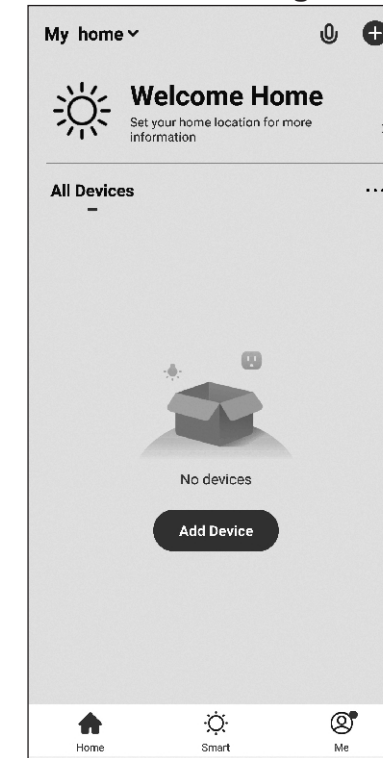 My home
Welcome Home
Set your home location for more
information
All Devices
...
No devices
Add Device
Home
Smart
Me